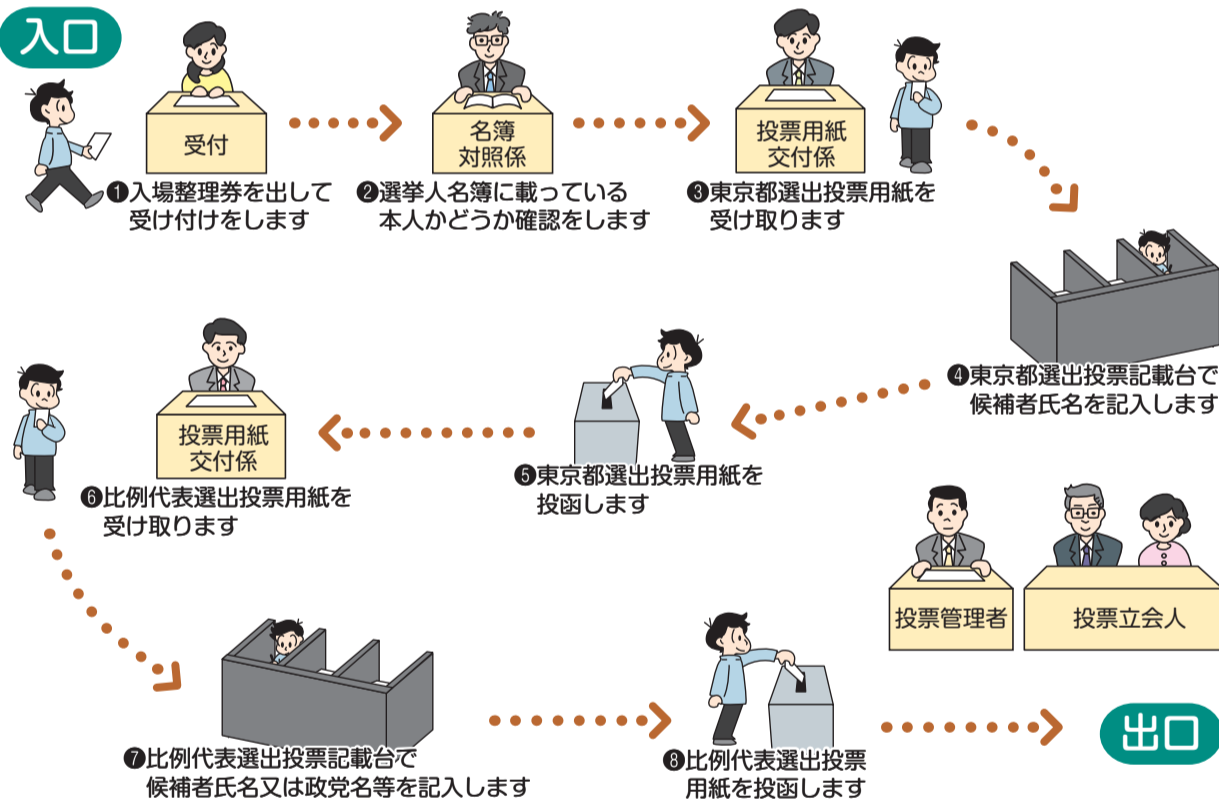 入口
受付
❶入場整理券を出して
受け付けをします
名簿
対照係
❷選挙人名簿に載っている
本人かどうか確認をします
投票用紙
交付係
❸東京都選出投票用紙を
受け取ります
❹東京都選出投票記載台で
候補者氏名を記入します
❺東京都選出投票用紙を
投函します
投票用紙
交付係
❻比例代表選出投票用紙を
受け取ります
❼比例代表選出投票記載台で
候補者氏名又は政党名等を記入します
❽比例代表選出投票
用紙を投函します
投票管理者
投票立会人
出口